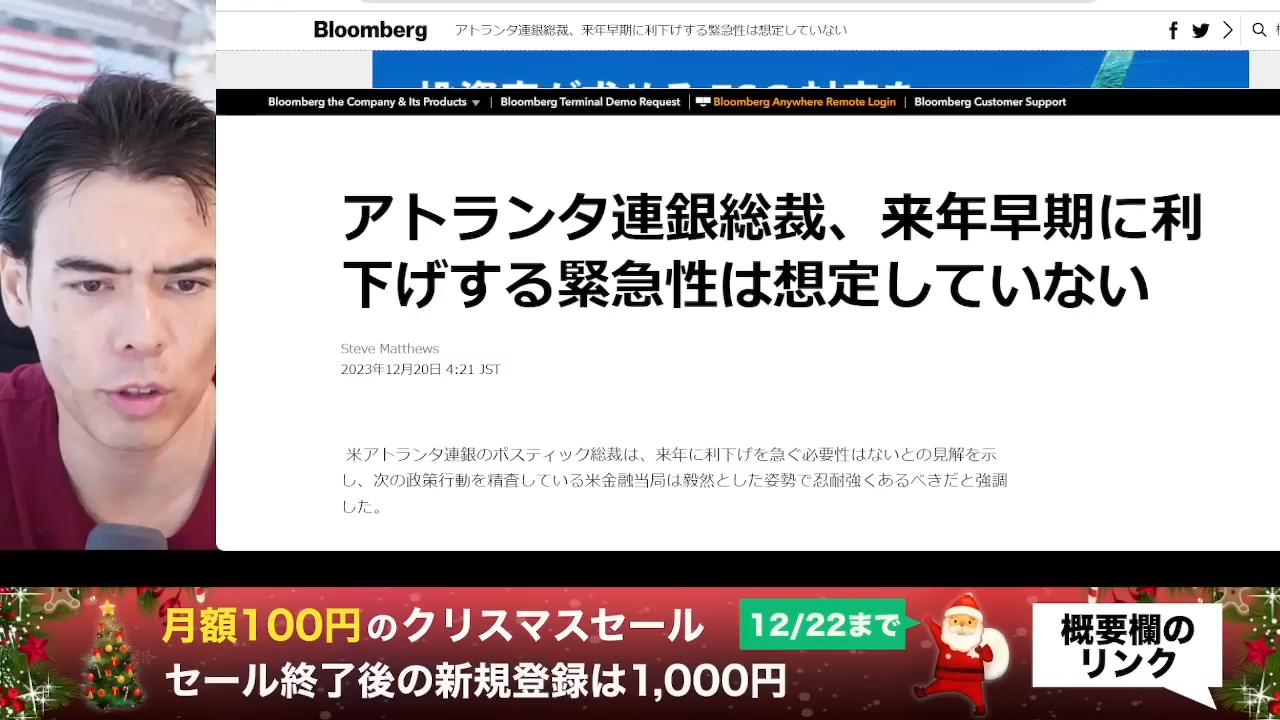 Bloomberg
アトランタ連銀総裁、来年早期に利下げする緊急性は想定していない
Bloomberg the Company & Its Products ▼ | Bloomberg Terminal Demo Request | Bloomberg Anywhere Remote Login | Bloomberg Customer Support
アトランタ連銀総裁、来年早期に利
下げする緊急性は想定していない
Steve Matthews
2023年12月20日 4:21 JST
米アトランタ連銀のボスティック総裁は、来年に利下げを急ぐ必要性はないとの見解を示
し、次の政策行動を精査している米金融当局は毅然とした姿勢で忍耐強くあるべきだと強調
した。
月額100円のクリスマスセール
12/22まで
セール終了後の新規登録は1,000円
概要欄の
リンク